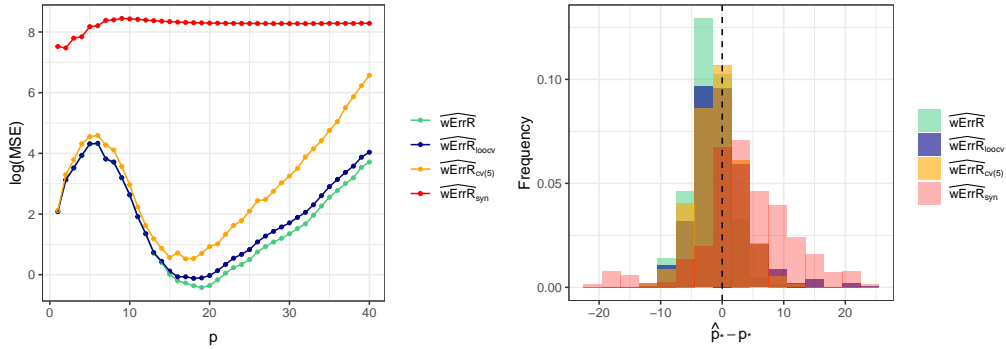 log(MSE)
8
6
4
2
0
0 10 20 30 40
p
wErrR
wErrR_loocv
wErrR_cv(5)
wErrR_syn
Frequency
0.10
0.05
0.00
−20 −10 0 10 20
p̂⋆ − p⋆
wErrR
wErrR_loocv
wErrR_cv(5)
wErrR_syn